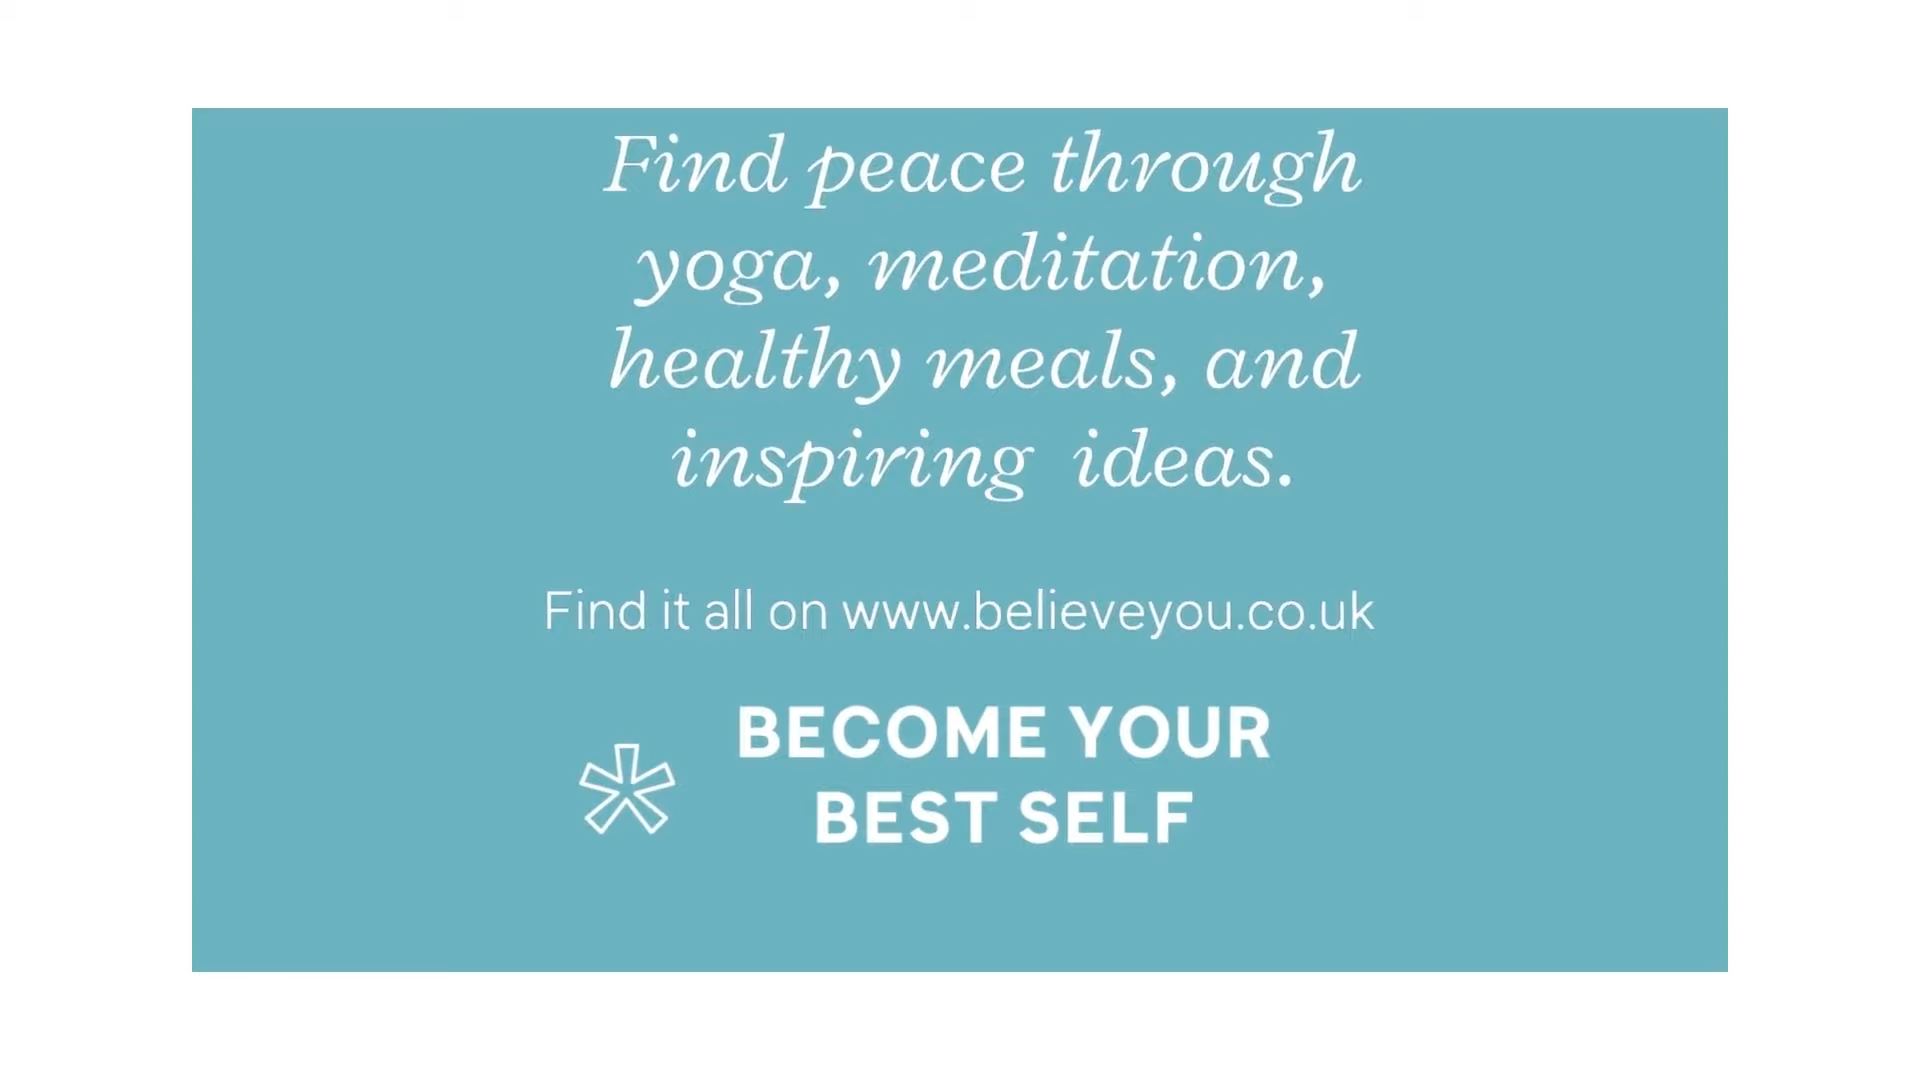 Find peace through
yoga, meditation,
healthy meals, and
inspiring ideas.
Find it all on www.believeyou.co.uk
BECOME YOUR
BEST SELF